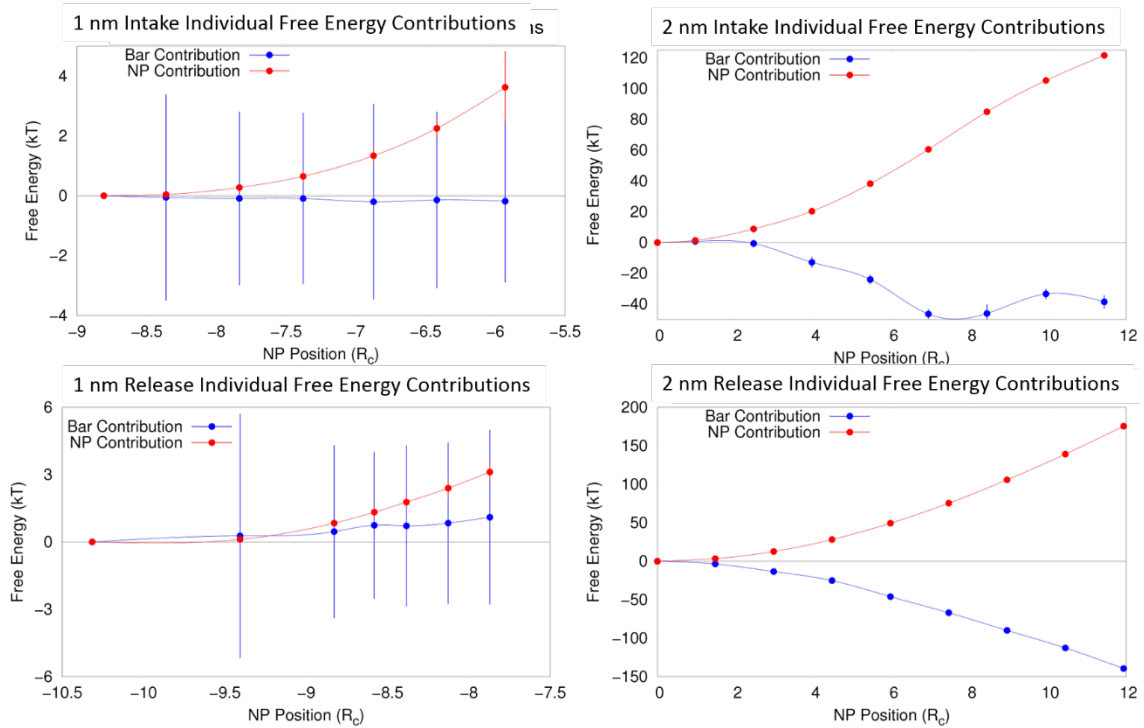 1 nm Intake Individual Free Energy Contributions
ns
Bar Contribution
NP Contribution
4
2
0
−2
−4
Free Energy (kT)
−9 −8.5 −8 −7.5 −7 −6.5 −6 −5.5
NP Position (Rc)
2 nm Intake Individual Free Energy Contributions
Bar Contribution
NP Contribution
120
100
80
60
40
20
0
−20
−40
Free Energy (kT)
0 2 4 6 8 10 12
NP Position (Rc)
1 nm Release Individual Free Energy Contributions
Bar Contribution
NP Contribution
6
3
0
−3
−6
Free Energy (kT)
−10.5 −10 −9.5 −9 −8.5 −8 −7.5
NP Position (Rc)
2 nm Release Individual Free Energy Contributions
Bar Contribution
NP Contribution
200
150
100
50
0
−50
−100
−150
Free Energy (kT)
0 2 4 6 8 10 12
NP Position (Rc)